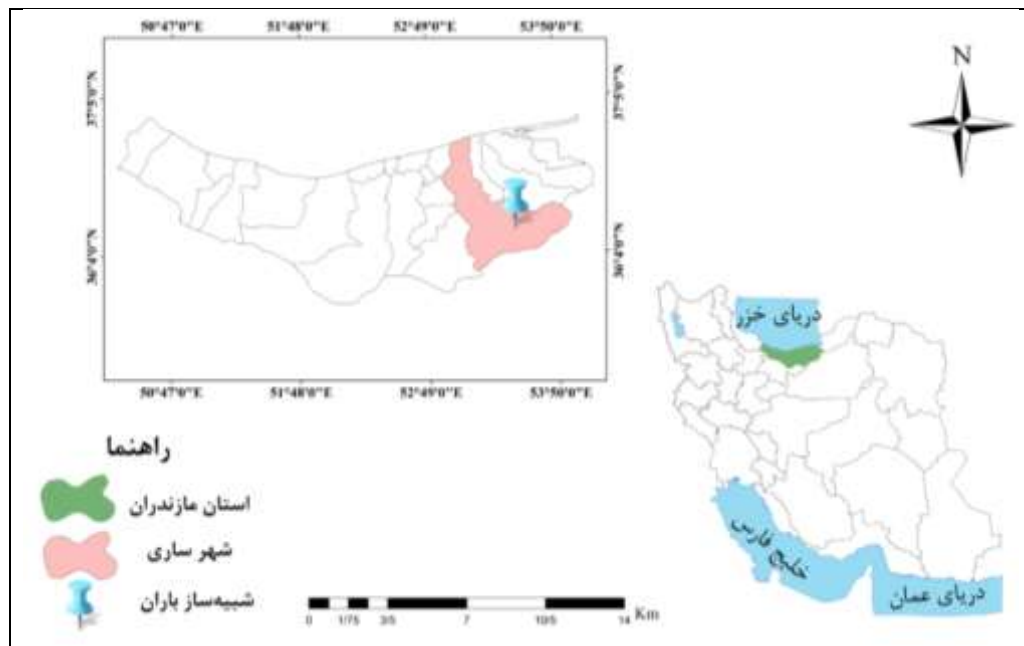 50°47'0"E 51°48'0"E 52°49'0"E 53°50'0"E
37°5'0"N 37°5'0"N
36°4'0"N 36°4'0"N
50°47'0"E 51°48'0"E 52°49'0"E 53°50'0"E
N
دریای خزر
خلیج فارس
دریای عمان
راهنما
استان مازندران
شهر ساری
شبیه‌ساز باران
0 1/75 3/5 7 10/5 14 Km